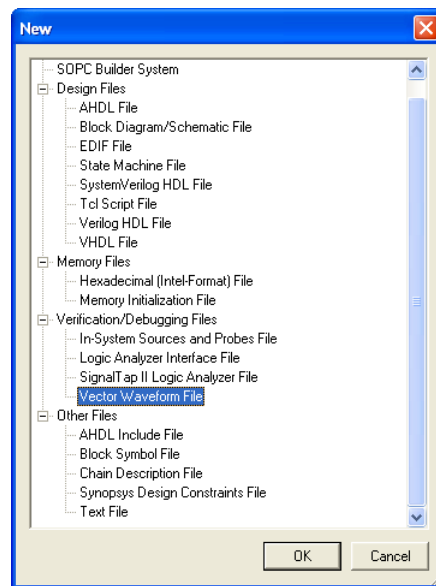 New
SOPC Builder System
Design Files
AHDL File
Block Diagram/Schematic File
EDIF File
State Machine File
SystemVerilog HDL File
Tcl Script File
Verilog HDL File
VHDL File
Memory Files
Hexadecimal (Intel-Format) File
Memory Initialization File
Verification/Debugging Files
In-System Sources and Probes File
Logic Analyzer Interface File
SignalTap II Logic Analyzer File
Vector Waveform File
Other Files
AHDL Include File
Block Symbol File
Chain Description File
Synopsys Design Constraints File
Text File
OK Cancel